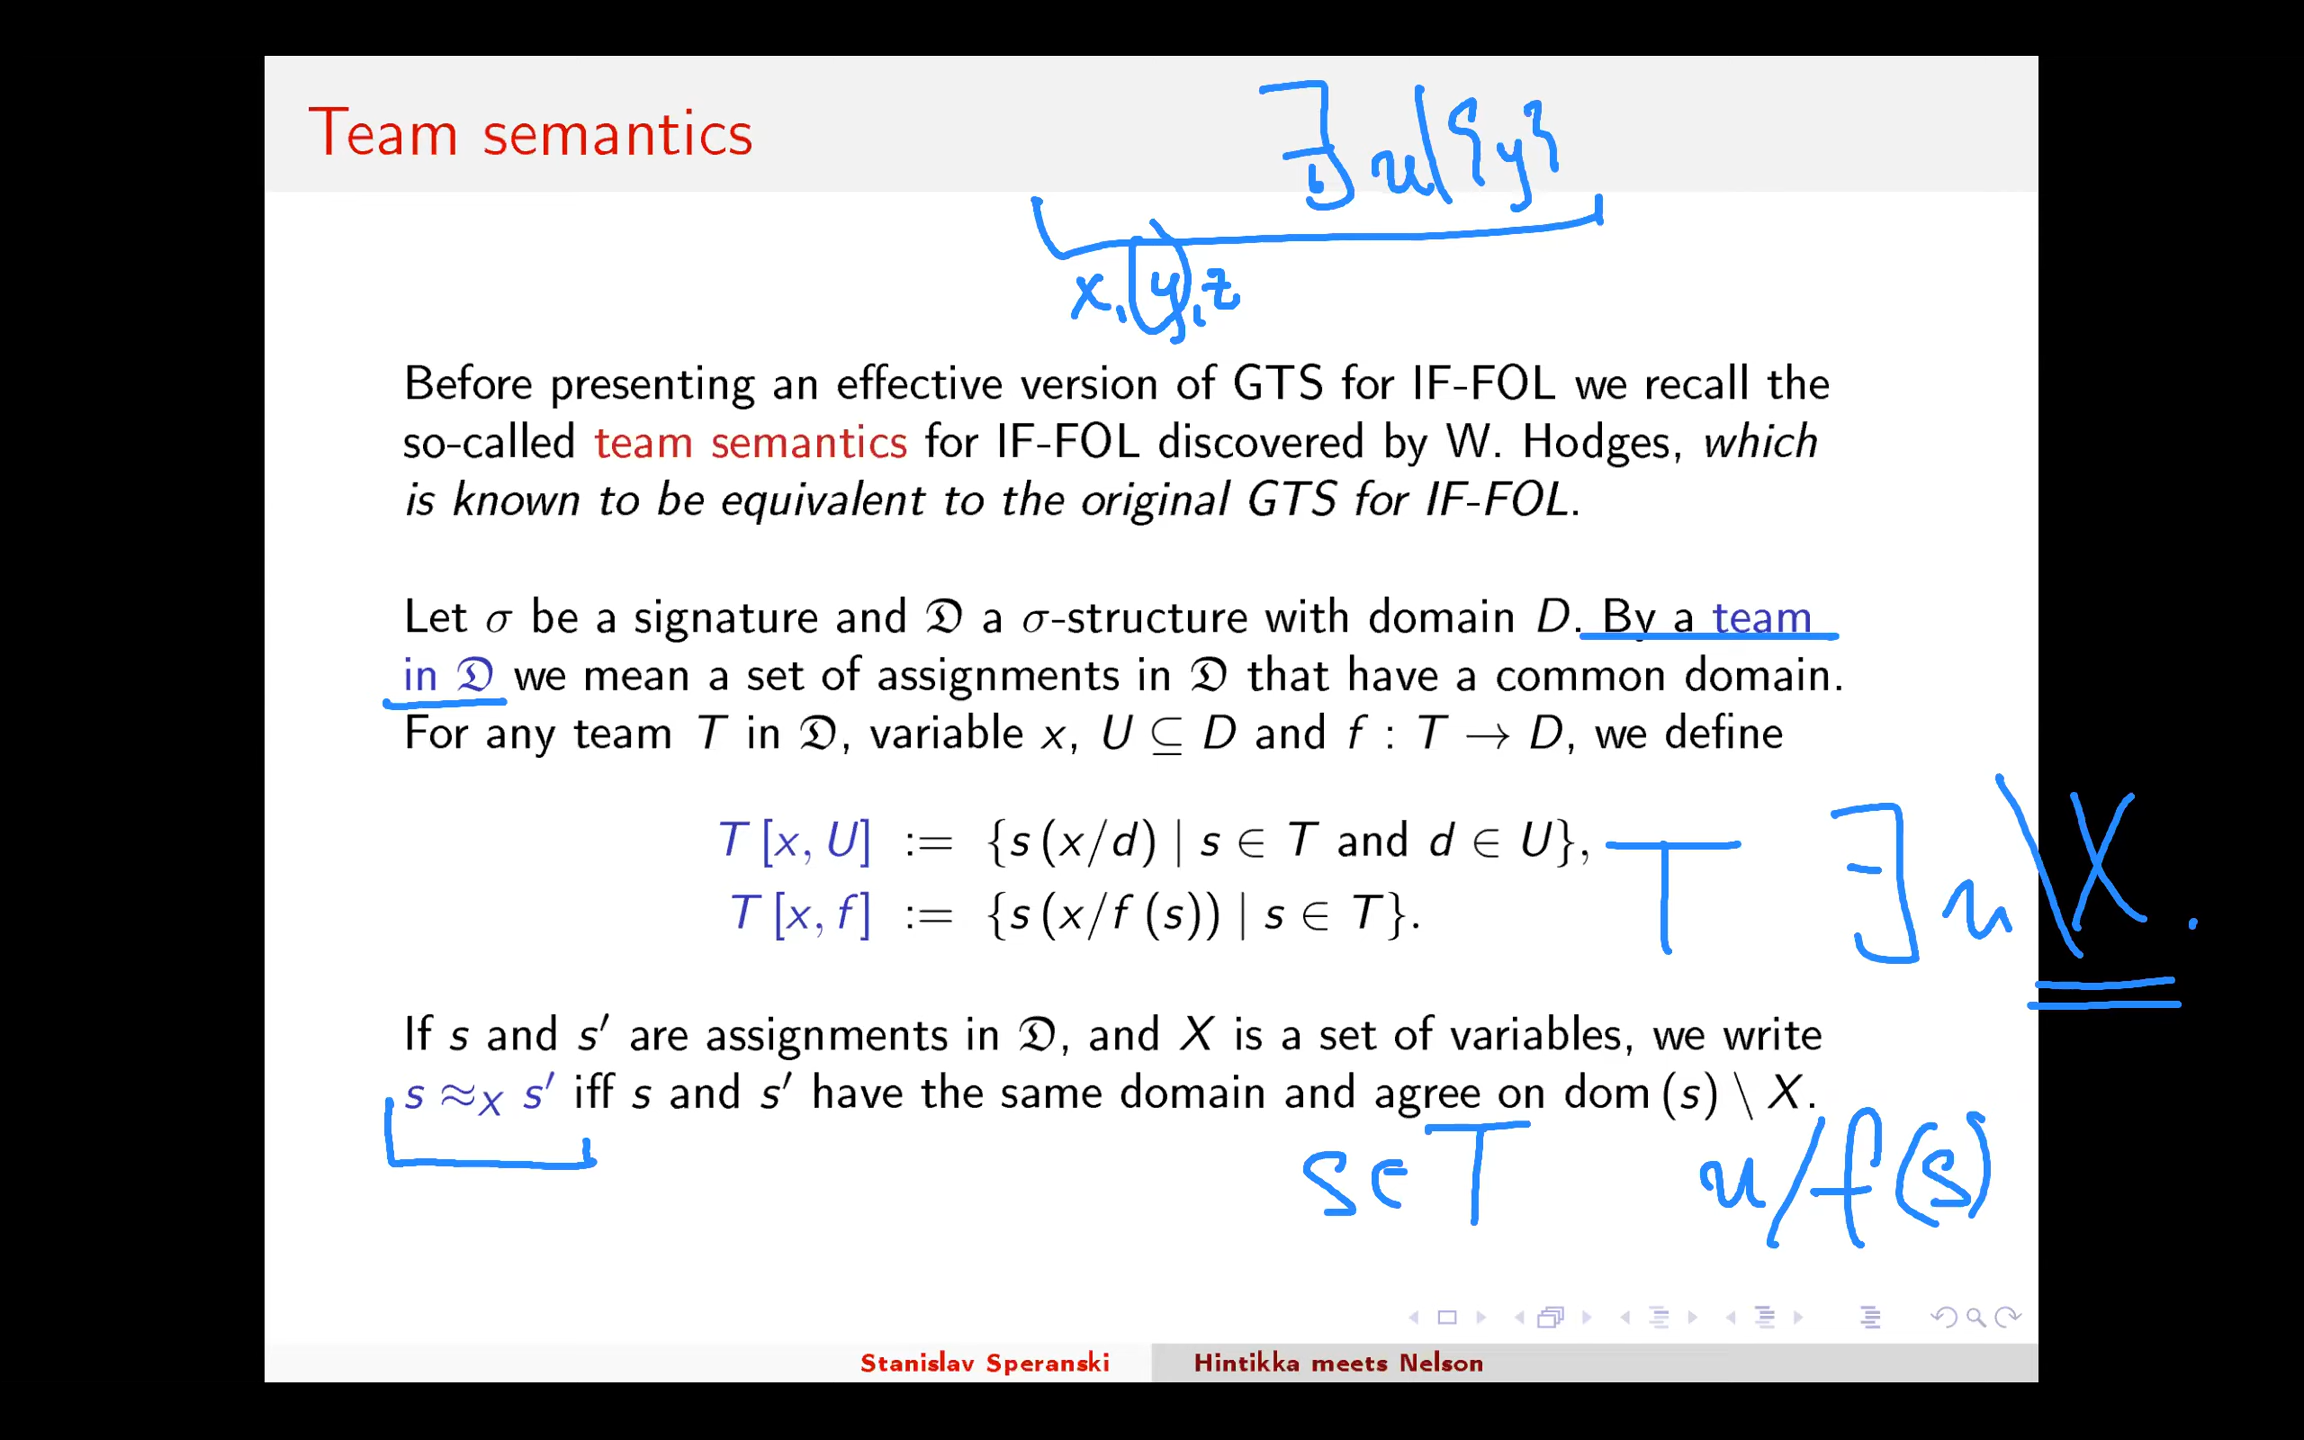 Team semantics
∃u/{y}
x, y, z
Before presenting an effective version of GTS for IF-FOL we recall the
so-called team semantics for IF-FOL discovered by W. Hodges, which
is known to be equivalent to the original GTS for IF-FOL.
Let σ be a signature and 𝔇 a σ-structure with domain D. By a team
in 𝔇 we mean a set of assignments in 𝔇 that have a common domain.
For any team T in 𝔇, variable x, U ⊆ D and f : T → D, we define
T [x, U] := {s (x/d) | s ∈ T and d ∈ U},
T [x, f] := {s (x/f (s)) | s ∈ T}.
T ∃u\X.
If s and s′ are assignments in 𝔇, and X is a set of variables, we write
s ≈X s′ iff s and s′ have the same domain and agree on dom (s) \ X.
s∈T u/f(s)
Stanislav Speranski Hintikka meets Nelson